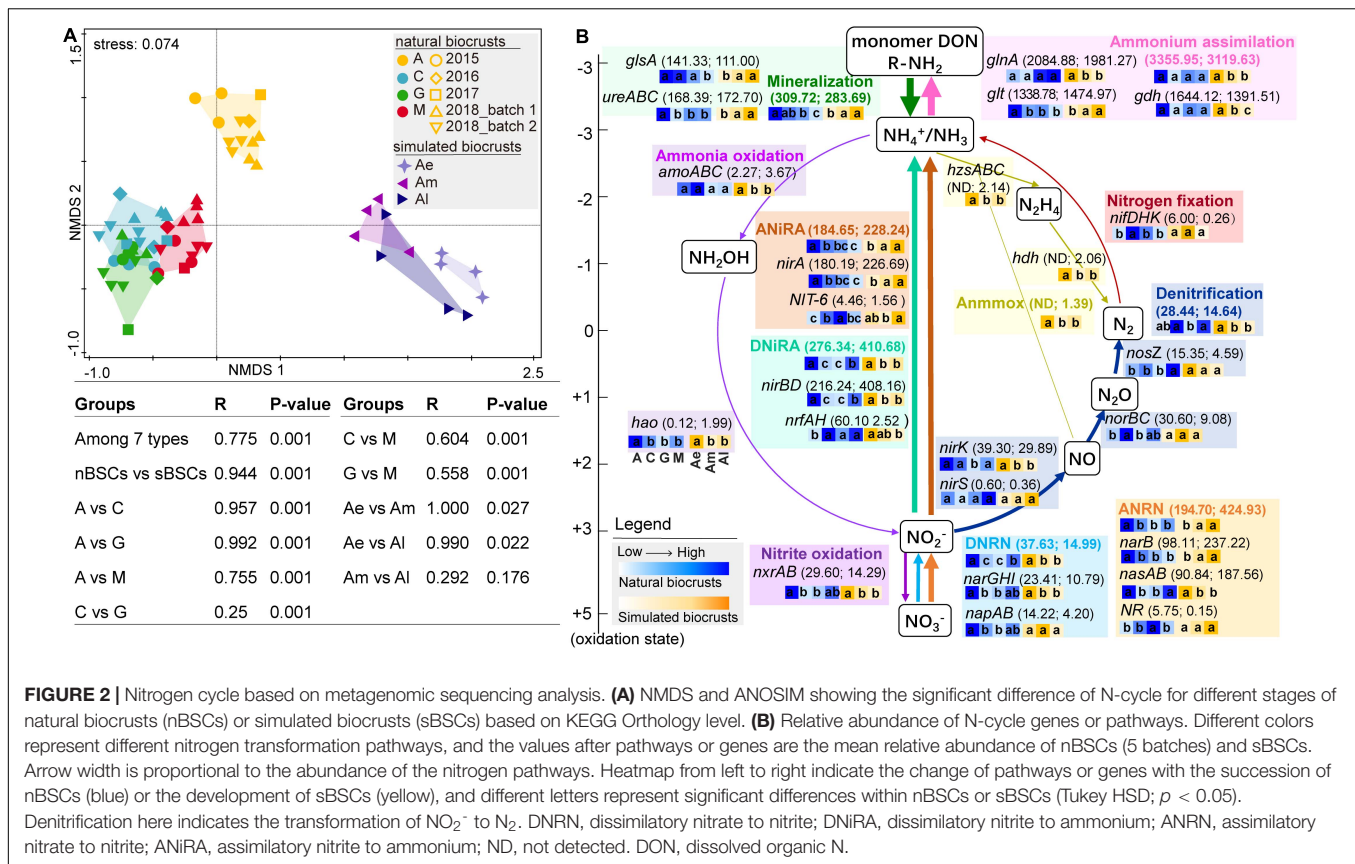 A
1.5
stress: 0.074
natural biocrusts
A 2015
C 2016
G 2017
M 2018_batch 1
2018_batch 2
simulated biocrusts
Ae
Am
Al
NMDS 2
-1.0
-1.0
NMDS 1
2.5
Groups R P-value Groups R P-value
Among 7 types 0.775 0.001 C vs M 0.604 0.001
nBSCs vs sBSCs 0.944 0.001 G vs M 0.558 0.001
A vs C 0.957 0.001 Ae vs Am 1.000 0.027
A vs G 0.992 0.001 Ae vs Al 0.990 0.022
A vs M 0.755 0.001 Am vs Al 0.292 0.176
C vs G 0.25 0.001
B
-3
-3
-2
-1
0
+1
+2
+3
+5
(oxidation state)
glsA (141.33; 111.00)
a a a b b a a
ureABC (168.39; 172.70)
a b b b b a a
Mineralization
(309.72; 283.69)
a ab b c b a a
monomer DON
R-NH2
Ammonium assimilation
(3355.95; 3119.63)
a a a a a b b
glnA (2084.88; 1981.27)
a a a a a b b
glt (1338.78; 1474.97)
a b b b b a a
gdh (1644.12; 1391.51)
a a a a a b c
NH4+/NH3
Ammonia oxidation
amoABC (2.27; 3.67)
a a a a a b b
hzsABC
(ND; 2.14)
a b b
N2H4
hdh (ND; 2.06)
a b b
Nitrogen fixation
nifDHK (6.00; 0.26)
b a b b a a a
NH2OH
ANiRA (184.65; 228.24)
a b bc c b a a
nirA (180.19; 226.69)
a b bc c b a a
NIT-6 (4.46; 1.56)
c b a bc ab b a
Anmmox (ND; 1.39)
a b b
N2
Denitrification
(28.44; 14.64)
ab a b a a b b
DNiRA (276.34; 410.68)
a c c b a b b
nirBD (216.24; 408.16)
a c c b a b b
nrfAH (60.10 2.52 )
b a a a a ab b
nosZ (15.35; 4.59)
b b b a a a a
N2O
norBC (30.60; 9.08)
b a b ab a a a
hao (0.12; 1.99)
a b b b a b b
A C G M Ae Am Al
NO
nirK (39.30; 29.89)
a a b a a b b
nirS (0.60; 0.36)
a a a a a a a
Legend
Low → High
Natural biocrusts
Simulated biocrusts
NO2-
Nitrite oxidation
nxrAB (29.60; 14.29)
a b b ab a b b
NO3-
DNRN (37.63; 14.99)
a c c b a b b
narGHI (23.41; 10.79)
a b b ab a b b
napAB (14.22; 4.20)
a b b ab a a a
ANRN (194.70; 424.93)
a b b b b a a
narB (98.11; 237.22)
a b b b b a a
nasAB (90.84; 187.56)
a b b a a b b
NR (5.75; 0.15)
b b a b a a a
FIGURE 2 | Nitrogen cycle based on metagenomic sequencing analysis. (A) NMDS and ANOSIM showing the significant difference of N-cycle for different stages of
natural biocrusts (nBSCs) or simulated biocrusts (sBSCs) based on KEGG Orthology level. (B) Relative abundance of N-cycle genes or pathways. Different colors
represent different nitrogen transformation pathways, and the values after pathways or genes are the mean relative abundance of nBSCs (5 batches) and sBSCs.
Arrow width is proportional to the abundance of the nitrogen pathways. Heatmap from left to right indicate the change of pathways or genes with the succession of
nBSCs (blue) or the development of sBSCs (yellow), and different letters represent significant differences within nBSCs or sBSCs (Tukey HSD; p < 0.05).
Denitrification here indicates the transformation of NO2- to N2. DNRN, dissimilatory nitrate to nitrite; DNiRA, dissimilatory nitrite to ammonium; ANRN, assimilatory
nitrate to nitrite; ANiRA, assimilatory nitrite to ammonium; ND, not detected. DON, dissolved organic N.